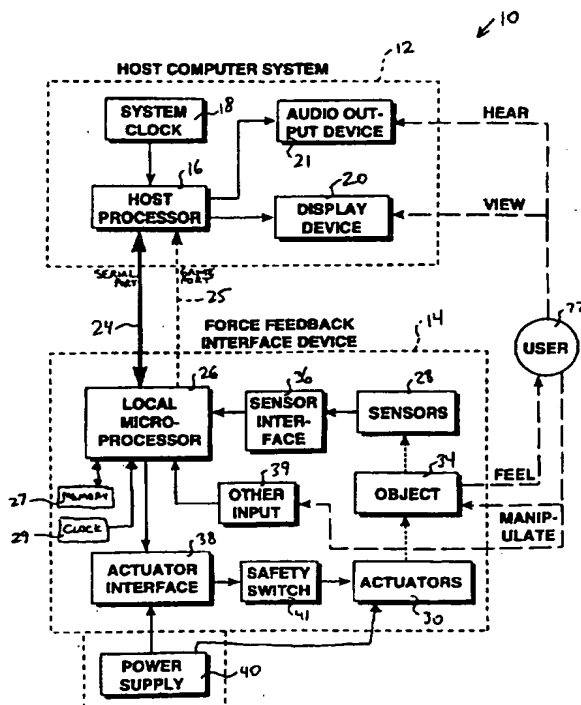 10
12
HOST COMPUTER SYSTEM
SYSTEM
CLOCK
18
AUDIO OUT-
PUT DEVICE
21
HEAR
16
HOST
PROCESSOR
20
DISPLAY
DEVICE
VIEW
SERIAL
PORT
GAME
PORT
24
25
FORCE FEEDBACK
INTERFACE DEVICE
14
22
USER
26
LOCAL
MICRO-
PROCESSOR
36
SENSOR
INTER-
FACE
28
SENSORS
27
MEMORY
29
CLOCK
39
OTHER
INPUT
34
OBJECT
FEEL
MANIP-
ULATE
38
ACTUATOR
INTERFACE
SAFETY
SWITCH
41
ACTUATORS
30
POWER
SUPPLY
40